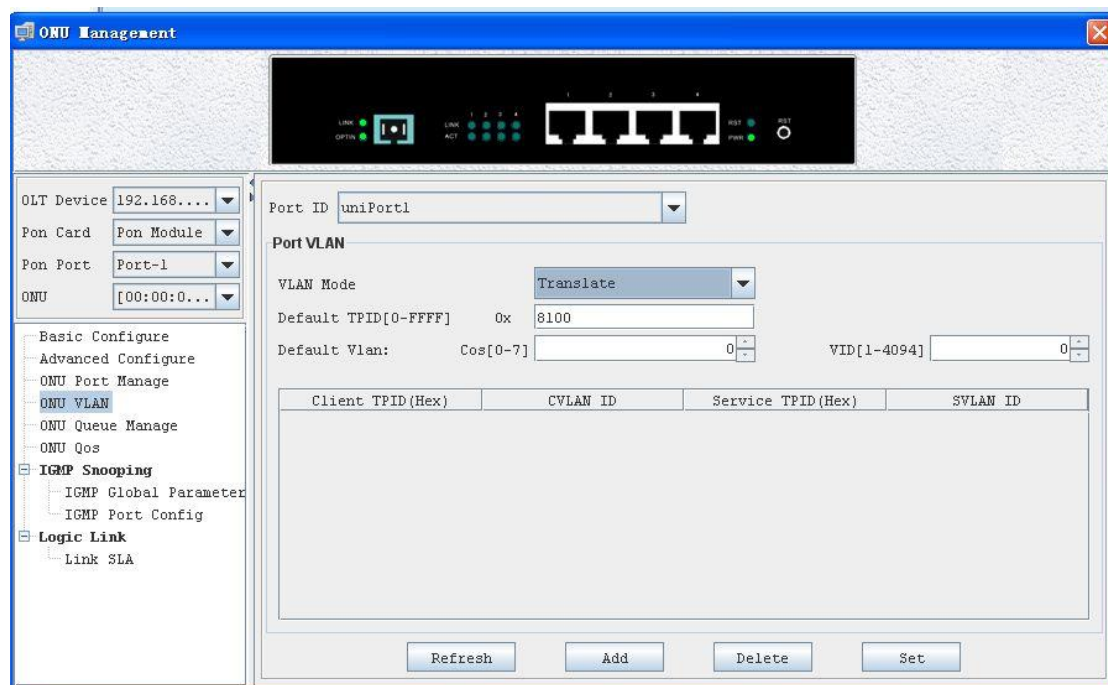 ONU Management
1 2 3 4
LINK
OPTIN
1 2 3 4
LINK
ACT
RST
PWR
RST
OLT Device 192.168....
Pon Card Pon Module
Pon Port Port-1
ONU [00:00:0...
Basic Configure
Advanced Configure
ONU Port Manage
ONU VLAN
ONU Queue Manage
ONU Qos
IGMP Snooping
IGMP Global Parameter
IGMP Port Config
Logic Link
Link SLA
Port ID uniPort1
Port VLAN
VLAN Mode Translate
Default TPID[0-FFFF] 0x 8100
Default Vlan: Cos[0-7] 0 VID[1-4094] 0
Client TPID(Hex) CVLAN ID Service TPID(Hex) SVLAN ID
Refresh Add Delete Set